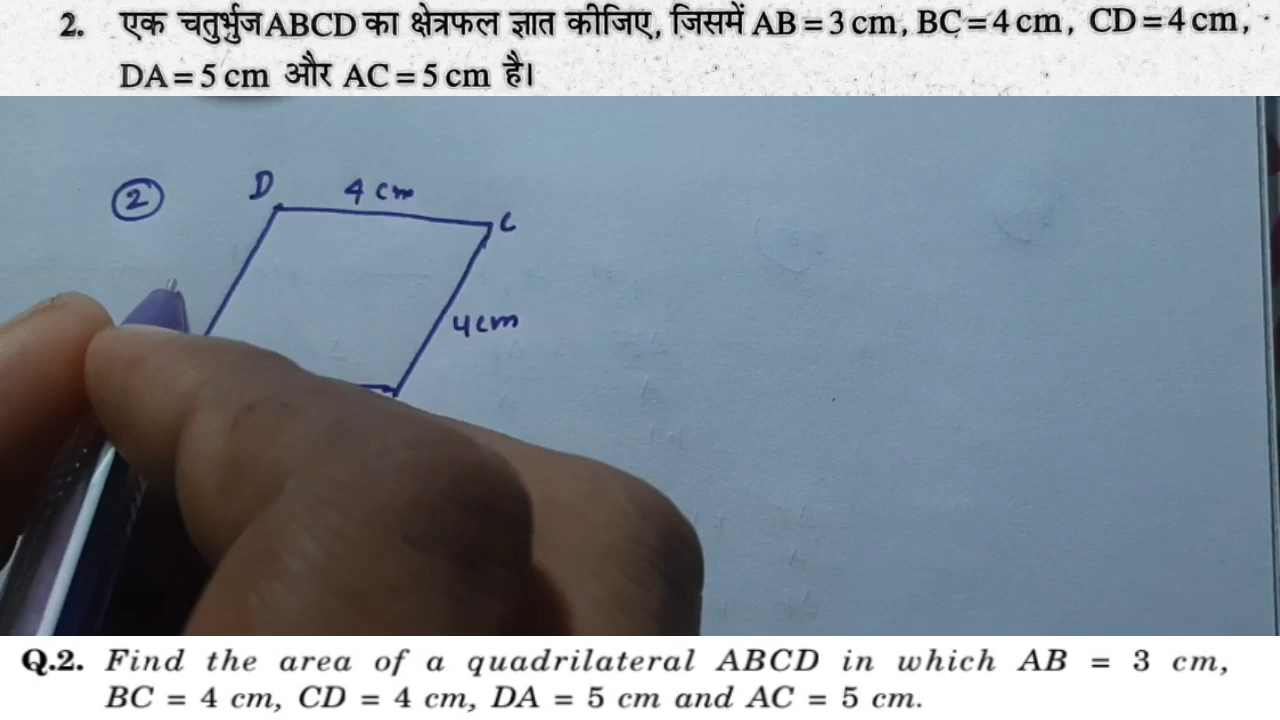 2. एक चतुर्भुज ABCD का क्षेत्रफल ज्ञात कीजिए, जिसमें AB = 3 cm, BC = 4 cm, CD = 4 cm,
DA = 5 cm और AC = 5 cm है।
2
D 4 cm
C
4cm
Q.2. Find the area of a quadrilateral ABCD in which AB = 3 cm,
BC = 4 cm, CD = 4 cm, DA = 5 cm and AC = 5 cm.